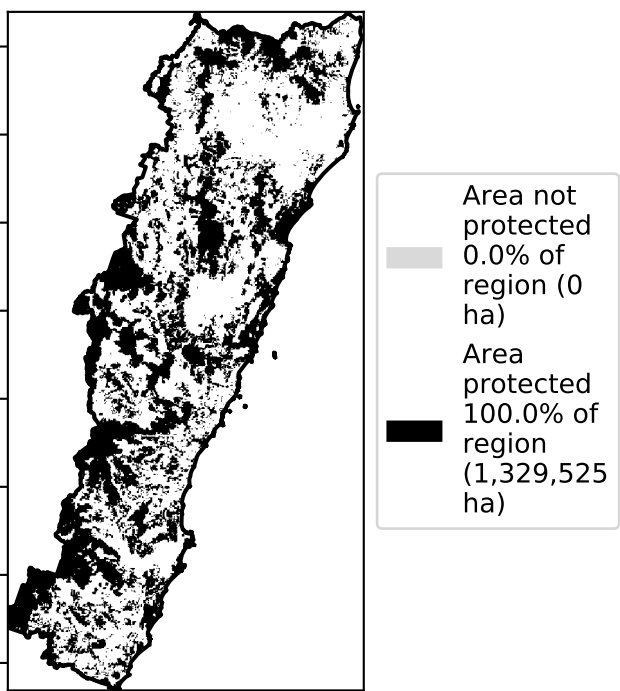 Area not
protected
0.0% of
region (0
ha)
Area
protected
100.0% of
region
(1,329,525
ha)